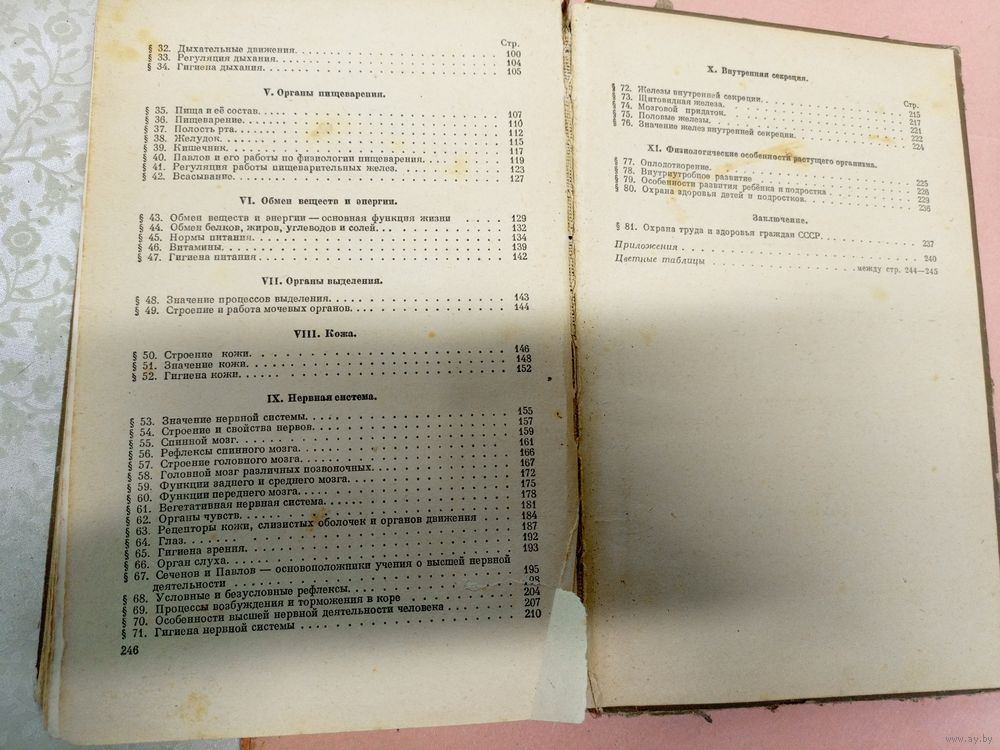 Стр.
§ 32. Дыхательные движения. 100
§ 33. Регуляция дыхания. 104
§ 34. Гигиена дыхания. 105
V. Органы пищеварения.
§ 35. Пища и её состав. 107
§ 36. Пищеварение. 110
§ 37. Полость рта. 112
§ 38. Желудок. 115
§ 39. Кишечник. 117
§ 40. Павлов и его работы по физиологии пищеварения. 119
§ 41. Регуляция работы пищеварительных желез. 123
§ 42. Всасывание. 127
VI. Обмен веществ и энергии.
§ 43. Обмен веществ и энергии — основная функция жизни 129
§ 44. Обмен белков, жиров, углеводов и солей. 132
§ 45. Нормы питания. 134
§ 46. Витамины. 139
§ 47. Гигиена питания 142
VII. Органы выделения.
§ 48. Значение процессов выделения. 143
§ 49. Строение и работа мочевых органов. 144
VIII. Кожа.
§ 50. Строение кожи. 146
§ 51. Значение кожи. 148
§ 52. Гигиена кожи. 152
IX. Нервная система.
§ 53. Значение нервной системы. 155
§ 54. Строение и свойства нервов. 157
§ 55. Спинной мозг. 159
§ 56. Рефлексы спинного мозга. 161
§ 57. Строение головного мозга. 166
§ 58. Головной мозг различных позвоночных. 167
§ 59. Функции заднего и среднего мозга. 172
§ 60. Функции переднего мозга. 175
§ 61. Вегетативная нервная система. 178
§ 62. Органы чувств. 181
§ 63. Рецепторы кожи, слизистых оболочек и органов движения 184
§ 64. Глаз. 187
§ 65. Гигиена зрения. 192
§ 66. Орган слуха. 193
§ 67. Сеченов и Павлов — основоположники учения о высшей нервной
деятельности 195
§ 68. Условные и безусловные рефлексы. 98
§ 69. Процессы возбуждения и торможения в коре 204
§ 70. Особенности высшей нервной деятельности человека 207
§ 71. Гигиена нервной системы 210
246
X. Внутренняя секреция.
Стр.
§ 72. Железы внутренней секреции. 215
§ 73. Щитовидная железа. 217
§ 74. Мозговой придаток. 221
§ 75. Половые железы. 222
§ 76. Значение желез внутренней секреции. 224
XI. Физиологические особенности растущего организма.
§ 77. Оплодотворение. 225
§ 78. Внутриутробное развитие 228
§ 79. Особенности развития ребёнка и подростка 229
§ 80. Охрана здоровья детей и подростков. 236
Заключение.
§ 81. Охрана труда и здоровья граждан СССР. 237
Приложения 240
Цветные таблицы между стр. 244—245
www.ay.by